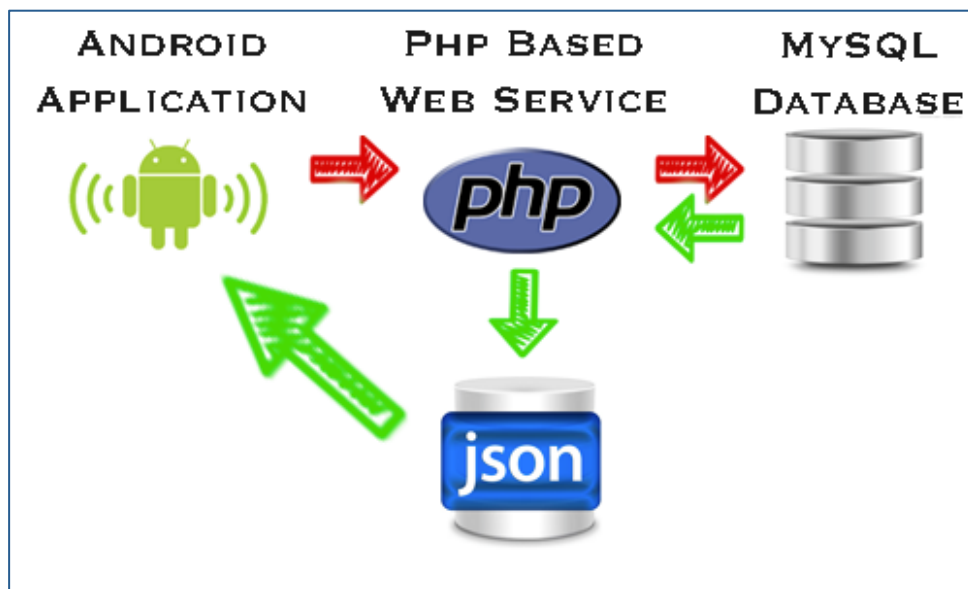 Android
Application
Php Based
Web Service
MySQL
Database
php
json